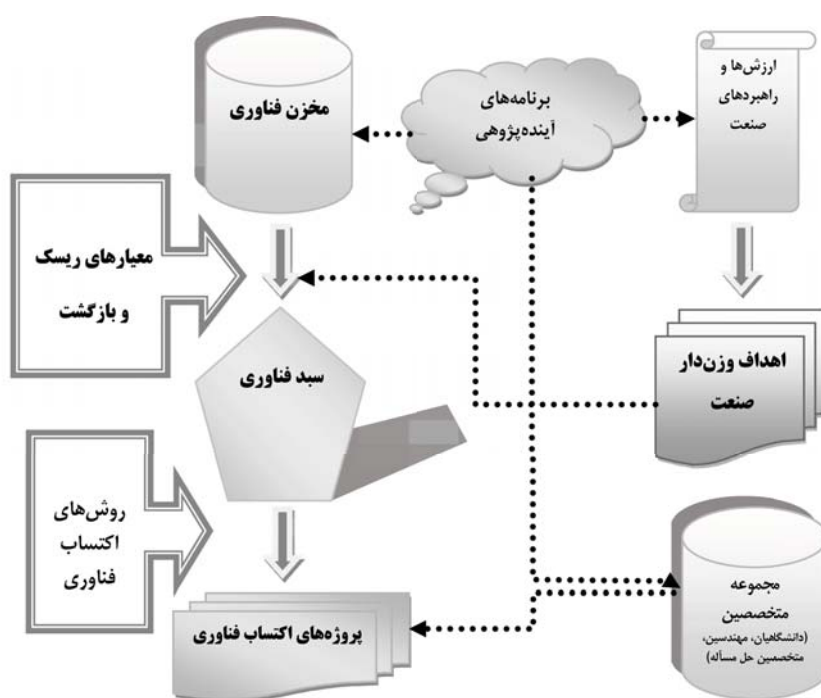 ارزش‌ها و
راهبردهای
صنعت
برنامه‌های
آینده‌پژوهی
مخزن فناوری
معیارهای ریسک
و بازگشت
اهداف وزن‌دار
صنعت
سبد فناوری
روش‌های
اکتساب
فناوری
مجموعه
متخصصین
(دانشگاهیان، مهندسین،
متخصصین حل مسأله)
پروژه‌های اکتساب فناوری